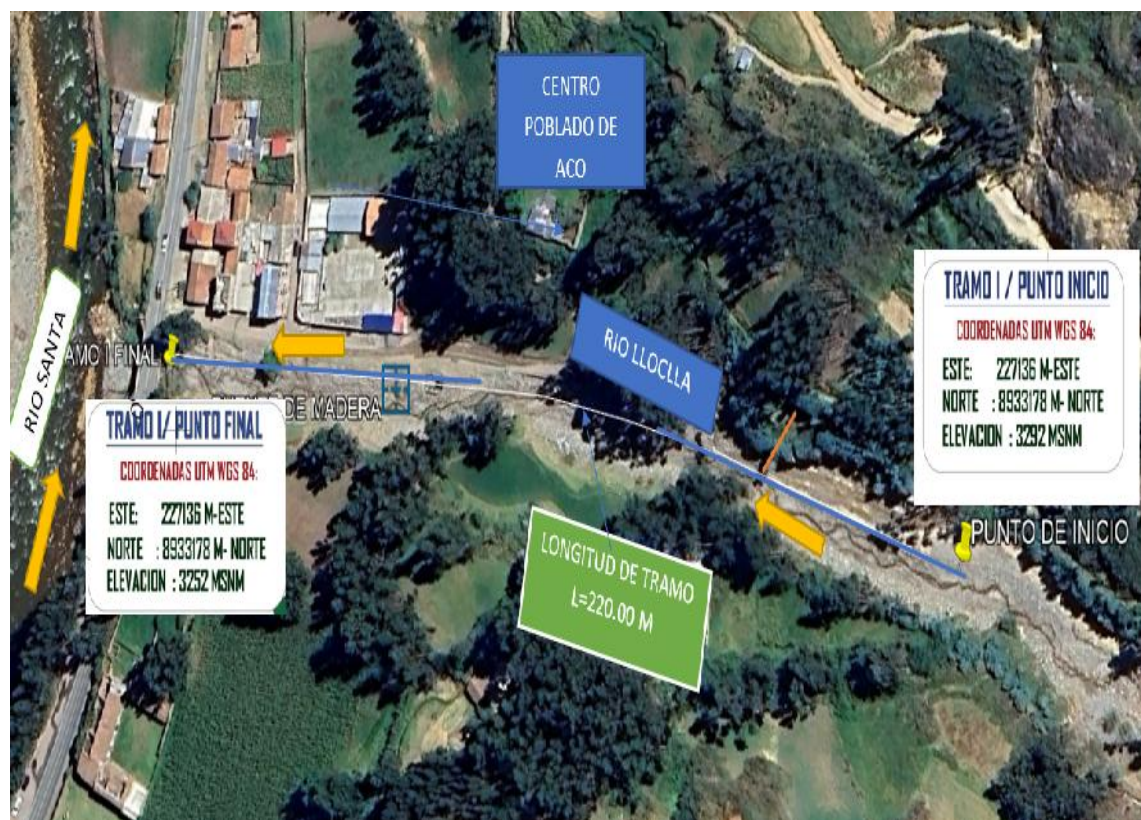 CENTRO
POBLADO DE
ACO
TRAMO I / PUNTO INICIO
COORDENADAS UTM WGS 84:
ESTE: 227136 M-ESTE
NORTE : 8933178 M- NORTE
ELEVACION : 3292 MSNM
RIO LLOCLLA
RIO SANTA
AMO I FINAL
DE MADERA
TRAMO I/ PUNTO FINAL
COORDENADAS UTM WGS 84:
ESTE: 227136 M-ESTE
NORTE : 8933178 M- NORTE
ELEVACION : 3252 MSNM
PUNTO DE INICIO
LONGITUD DE TRAMO
L=220.00 M